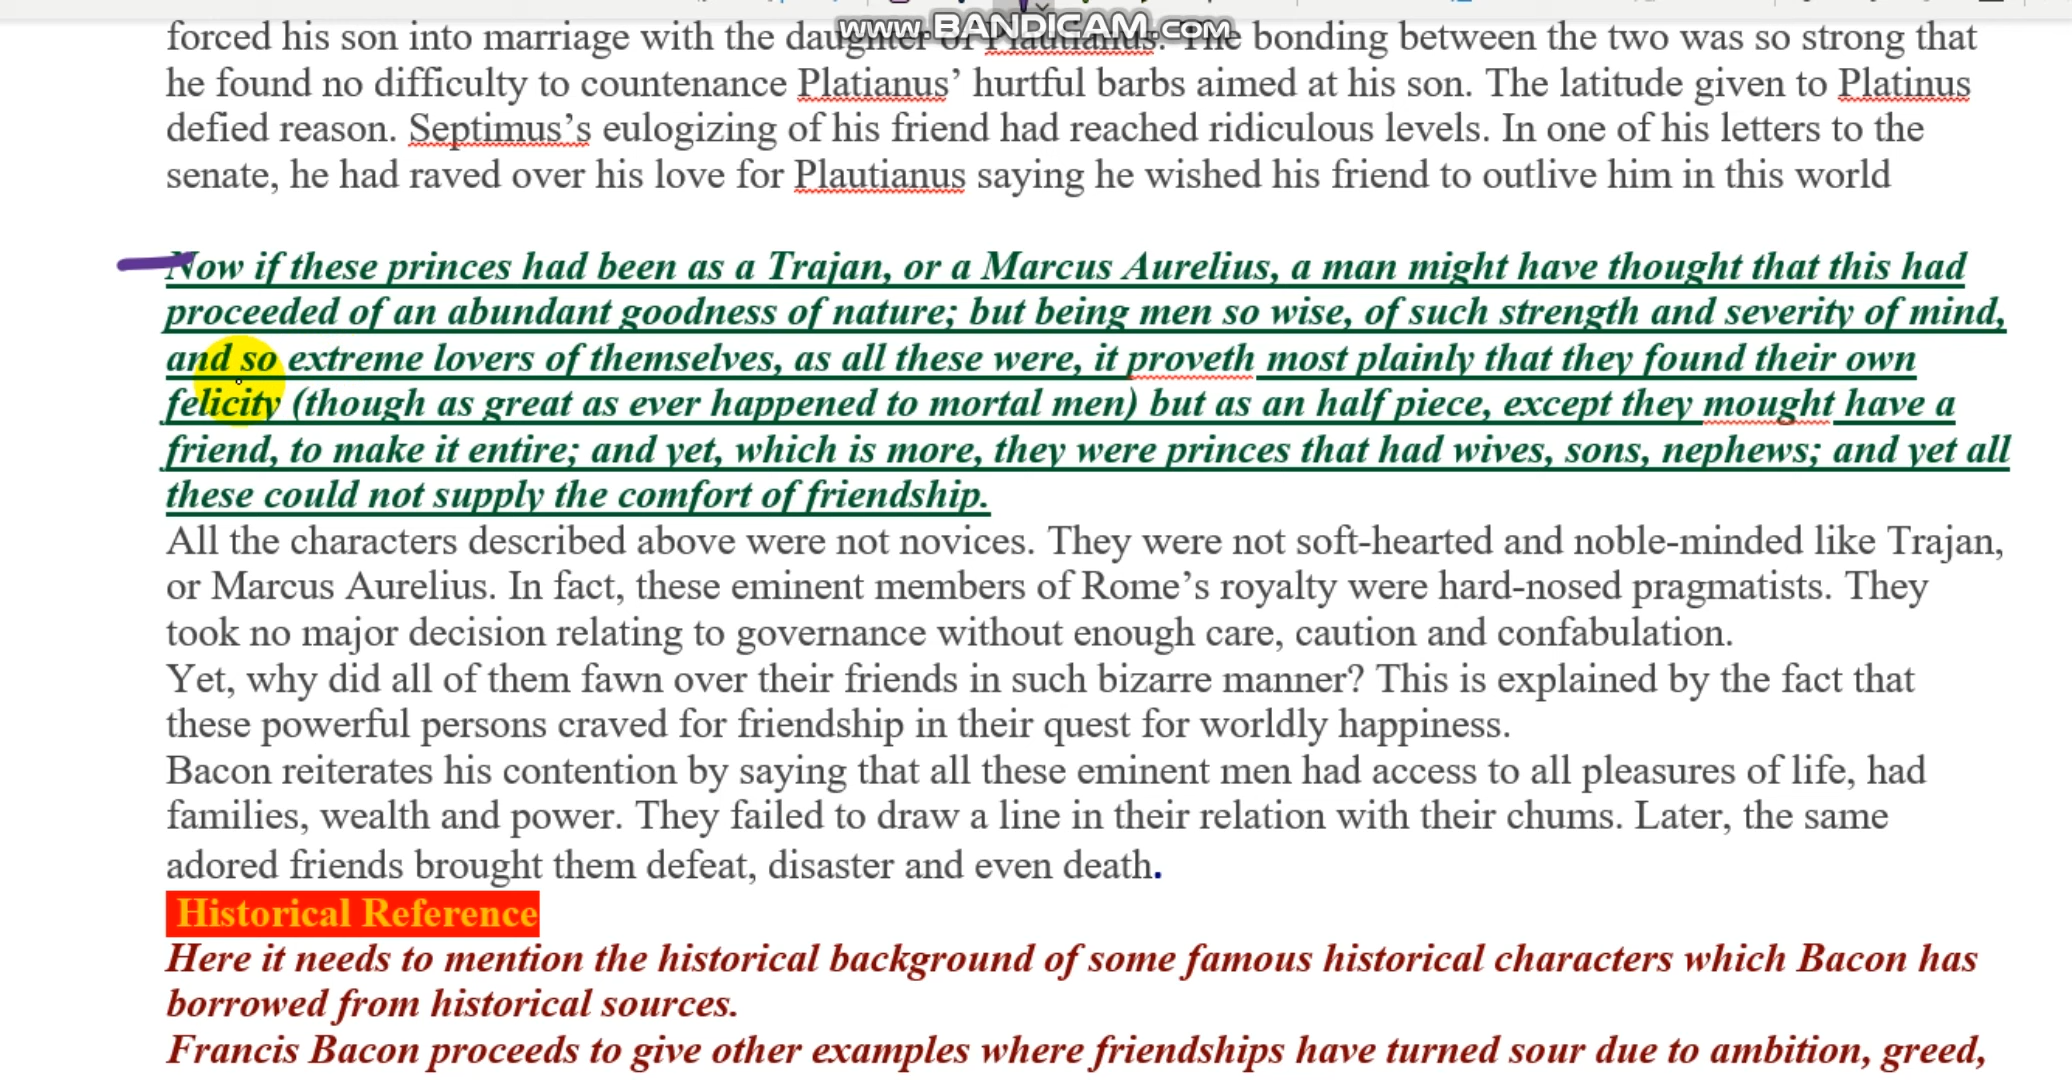 www.BANDICAM.com
forced his son into marriage with the daughter of Plautianus. The bonding between the two was so strong that
he found no difficulty to countenance Platianus’ hurtful barbs aimed at his son. The latitude given to Platinus
defied reason. Septimus’s eulogizing of his friend had reached ridiculous levels. In one of his letters to the
senate, he had raved over his love for Plautianus saying he wished his friend to outlive him in this world
Now if these princes had been as a Trajan, or a Marcus Aurelius, a man might have thought that this had
proceeded of an abundant goodness of nature; but being men so wise, of such strength and severity of mind,
and so extreme lovers of themselves, as all these were, it proveth most plainly that they found their own
felicity (though as great as ever happened to mortal men) but as an half piece, except they mought have a
friend, to make it entire; and yet, which is more, they were princes that had wives, sons, nephews; and yet all
these could not supply the comfort of friendship.
All the characters described above were not novices. They were not soft-hearted and noble-minded like Trajan,
or Marcus Aurelius. In fact, these eminent members of Rome’s royalty were hard-nosed pragmatists. They
took no major decision relating to governance without enough care, caution and confabulation.
Yet, why did all of them fawn over their friends in such bizarre manner? This is explained by the fact that
these powerful persons craved for friendship in their quest for worldly happiness.
Bacon reiterates his contention by saying that all these eminent men had access to all pleasures of life, had
families, wealth and power. They failed to draw a line in their relation with their chums. Later, the same
adored friends brought them defeat, disaster and even death.
Historical Reference
Here it needs to mention the historical background of some famous historical characters which Bacon has
borrowed from historical sources.
Francis Bacon proceeds to give other examples where friendships have turned sour due to ambition, greed,